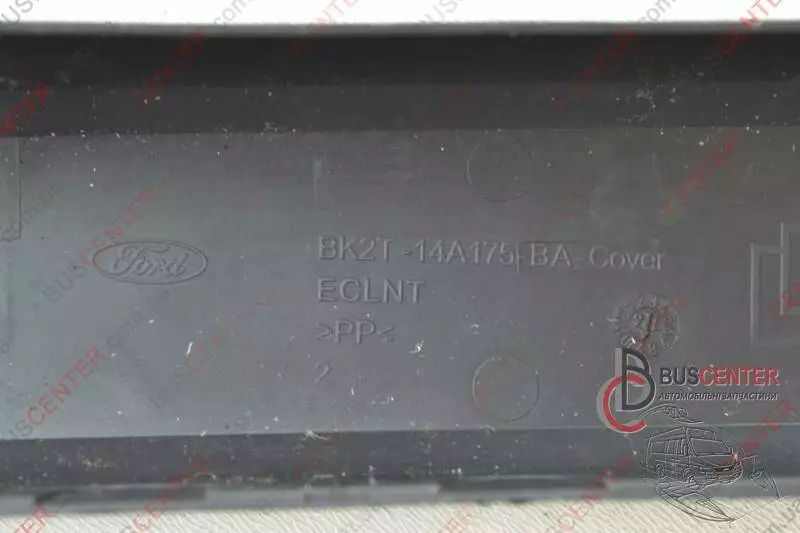 Ford
BK2T-14A175-BA-Cover
ECLNT
>PP<
2
BUSCENTER
АВТОМОБІЛЬНІ ЗАПЧАСТИНИ